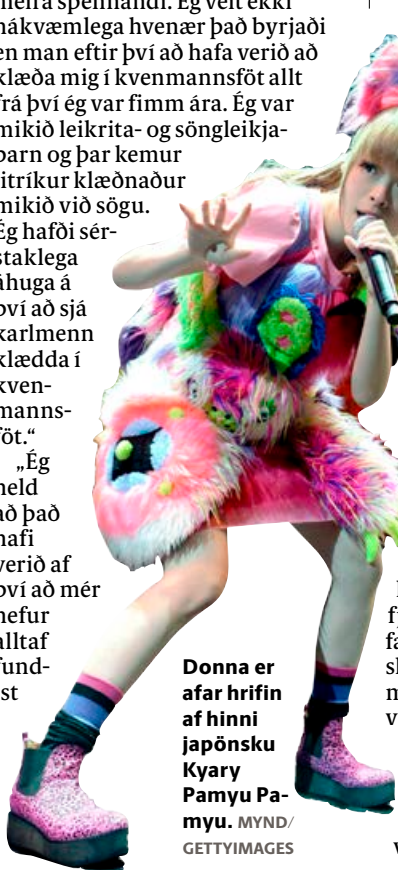 meira spennandi. Ég veit ekki
nákvæmlega hvenær það byrjaði
en man eftir því að hafa verið að
klæða mig í kvenmannsföt allt
frá því ég var fimm ára. Ég var
mikið leikrita- og söngleikja-
barn og þar kemur
litríkur klæðnaður
mikið við sögu.
Ég hafði sér-
staklega
áhuga á
því að sjá
karlmenn
klædda í
kven-
manns-
föt.“
„Ég
held
að það
hafi
verið af
því að mér
hefur
alltaf
fund-
ist
Donna er
afar hrifin
af hinni
japönsku
Kyary
Pamyu Pa-
myu. MYND/
GETTYIMAGES